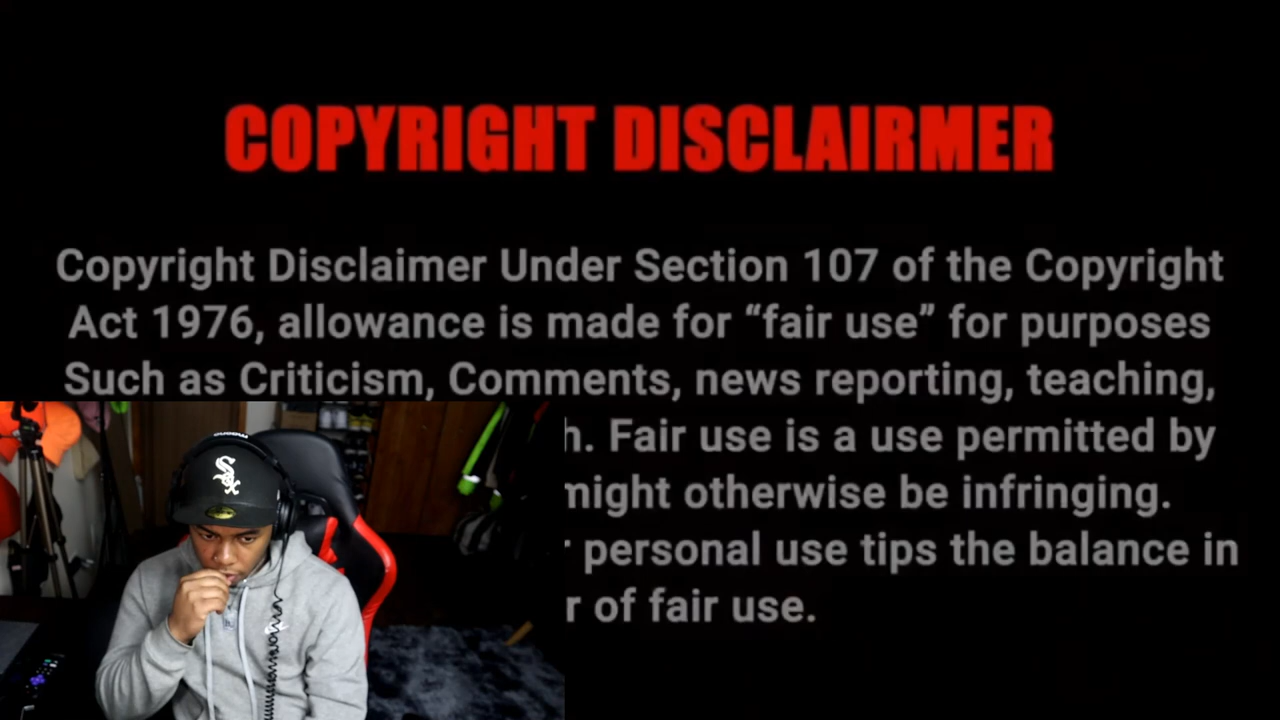 COPYRIGHT DISCLAIRMER
Copyright Disclaimer Under Section 107 of the Copyright
Act 1976, allowance is made for “fair use” for purposes
Such as Criticism, Comments, news reporting, teaching,
h. Fair use is a use permitted by
might otherwise be infringing.
r personal use tips the balance in
r of fair use.
Sox